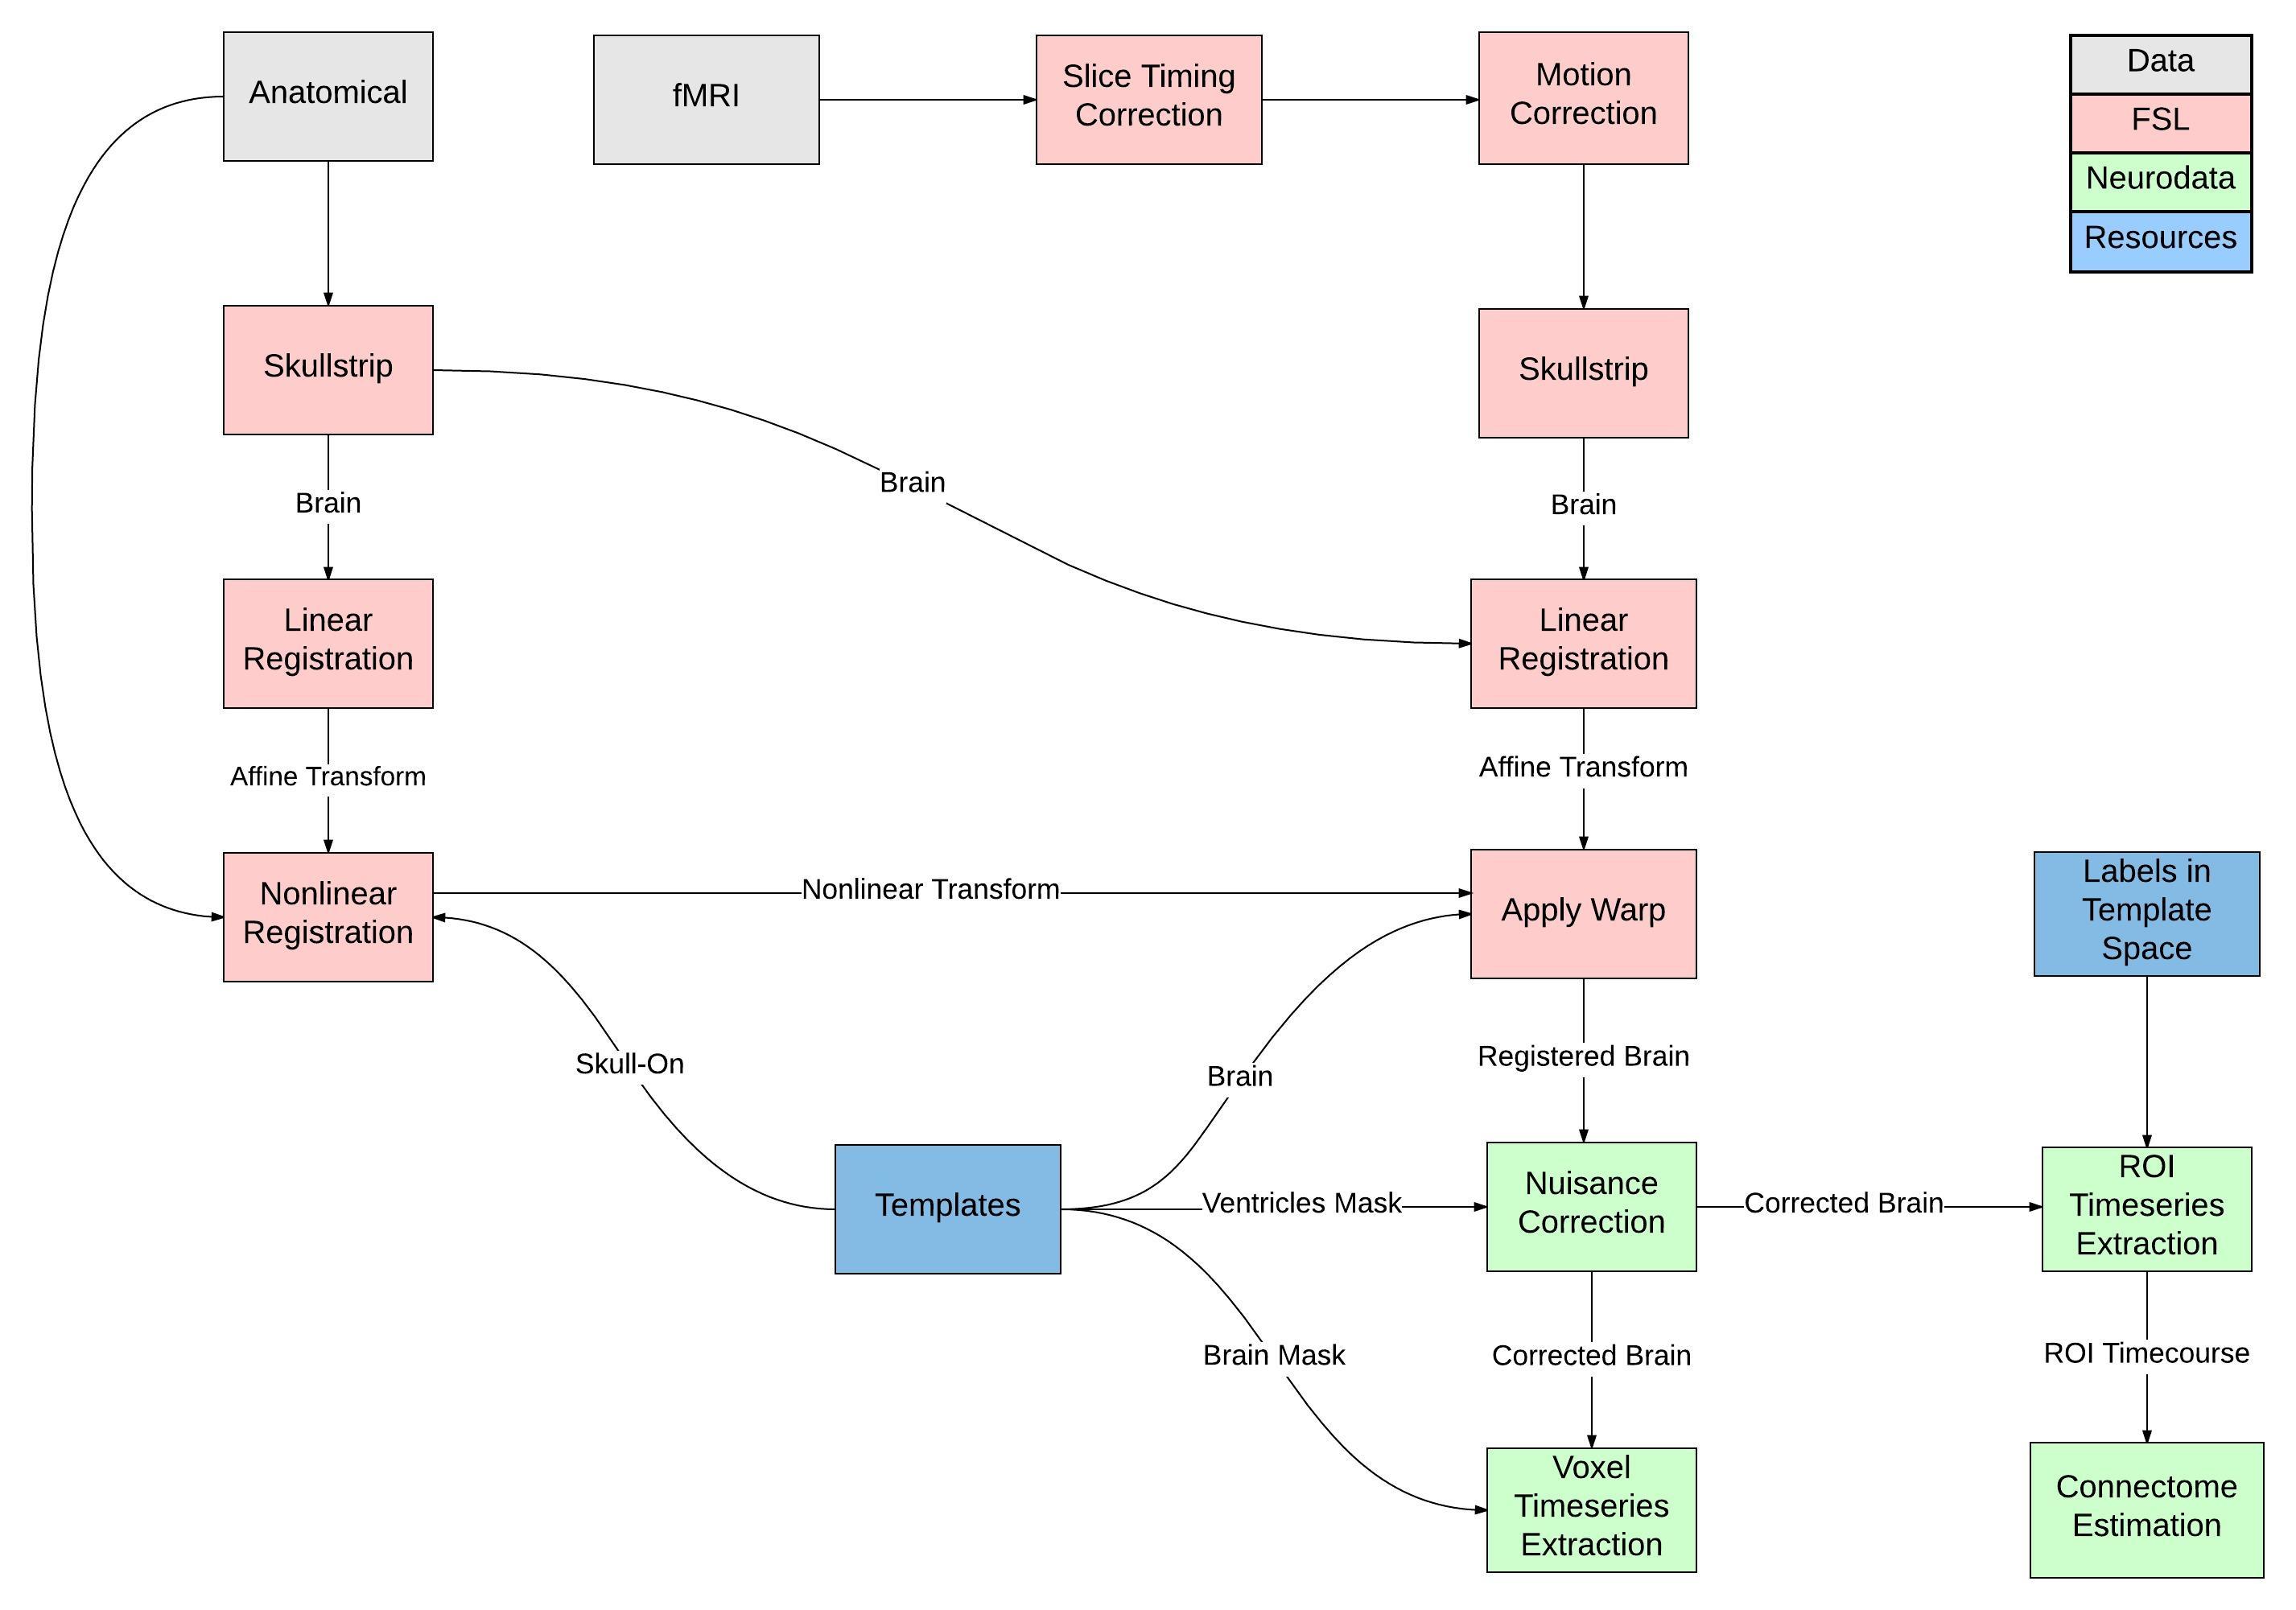 Anatomical
fMRI
Slice Timing
Correction
Motion
Correction
Data
FSL
Neurodata
Resources
Skullstrip
Skullstrip
Brain
Brain
Brain
Linear
Registration
Linear
Registration
Affine Transform
Affine Transform
Nonlinear
Registration
Nonlinear Transform
Apply Warp
Labels in
Template
Space
Skull-On
Brain
Registered Brain
Templates
Ventricles Mask
Nuisance
Correction
Corrected Brain
ROI
Timeseries
Extraction
Brain Mask
Corrected Brain
ROI Timecourse
Voxel
Timeseries
Extraction
Connectome
Estimation